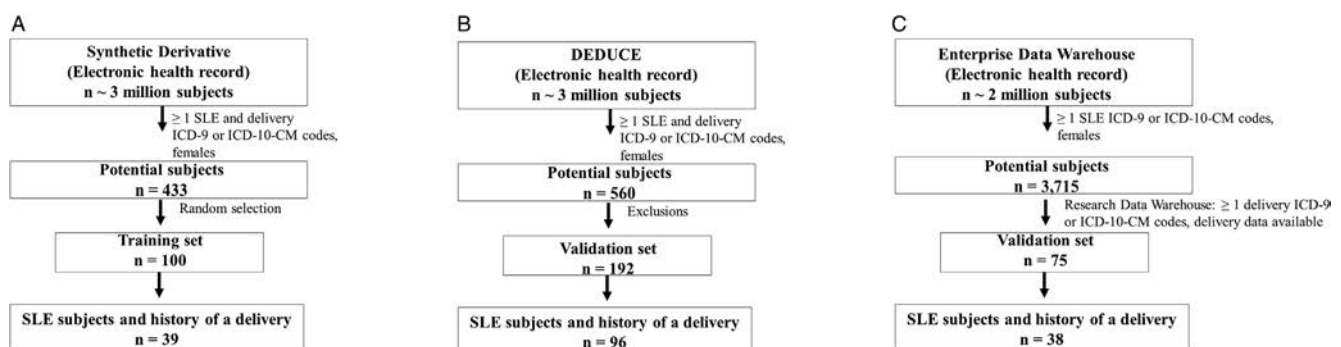 A
Synthetic Derivative
(Electronic health record)
n ~ 3 million subjects
≥ 1 SLE and delivery
ICD-9 or ICD-10-CM codes,
females
Potential subjects
n = 433
Random selection
Training set
n = 100
SLE subjects and history of a delivery
n = 39
B
DEDUCE
(Electronic health record)
n ~ 3 million subjects
≥ 1 SLE and delivery
ICD-9 or ICD-10-CM codes,
females
Potential subjects
n = 560
Exclusions
Validation set
n = 192
SLE subjects and history of a delivery
n = 96
C
Enterprise Data Warehouse
(Electronic health record)
n ~ 2 million subjects
≥ 1 SLE ICD-9 or ICD-10-CM codes,
females
Potential subjects
n = 3,715
Research Data Warehouse: ≥ 1 delivery ICD-9
or ICD-10-CM codes, delivery data available
Validation set
n = 75
SLE subjects and history of a delivery
n = 38